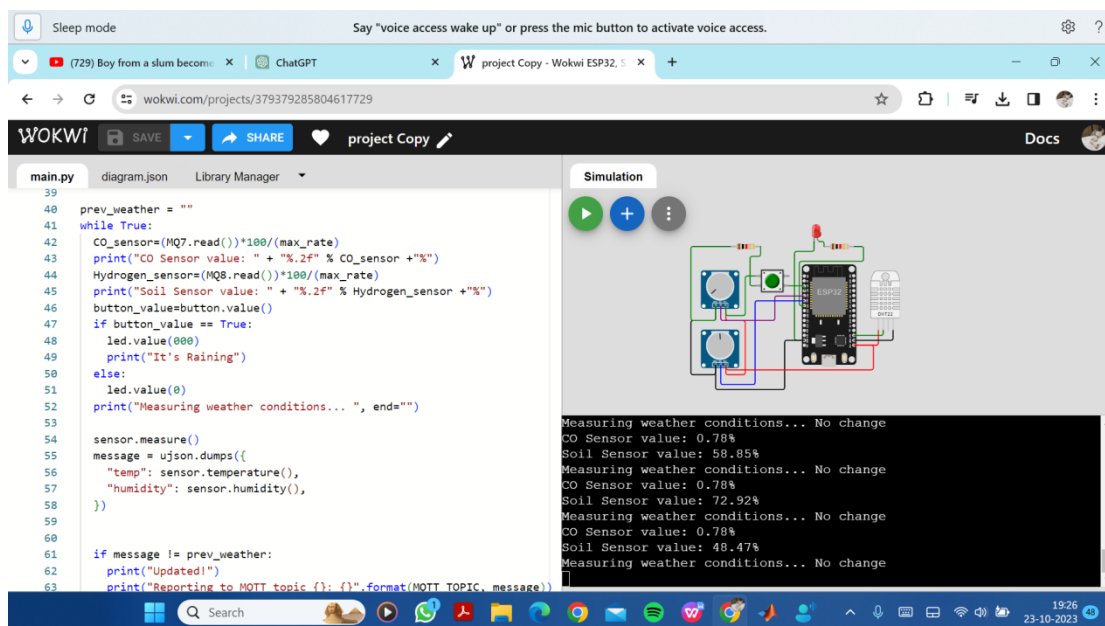 Sleep mode
Say "voice access wake up" or press the mic button to activate voice access.
(729) Boy from a slum become
ChatGPT
project Copy - Wokwi ESP32, S
wokwi.com/projects/379379285804617729
WOKWI
SAVE
SHARE
project Copy
Docs
main.py
diagram.json
Library Manager
Simulation
39
40 prev_weather = ""
41 while True:
42 CO_sensor=(MQ7.read())*100/(max_rate)
43 print("CO Sensor value: " + "%.2f" % CO_sensor +"%")
44 Hydrogen_sensor=(MQ8.read())*100/(max_rate)
45 print("Soil Sensor value: " + "%.2f" % Hydrogen_sensor +"%")
46 button_value=button.value()
47 if button_value == True:
48 led.value(000)
49 print("It's Raining")
50 else:
51 led.value(0)
52 print("Measuring weather conditions... ", end="")
53
54 sensor.measure()
55 message = ujson.dumps({
56 "temp": sensor.temperature(),
57 "humidity": sensor.humidity(),
58 })
59
60
61 if message != prev_weather:
62 print("Updated!")
63 print("Reporting to MQTT topic {}: {}".format(MQTT_TOPIC, message))
ESP32
DHT22
Measuring weather conditions... No change
CO Sensor value: 0.78%
Soil Sensor value: 58.85%
Measuring weather conditions... No change
CO Sensor value: 0.78%
Soil Sensor value: 72.92%
Measuring weather conditions... No change
CO Sensor value: 0.78%
Soil Sensor value: 48.47%
Measuring weather conditions... No change
Search
19:26
23-10-2023
48